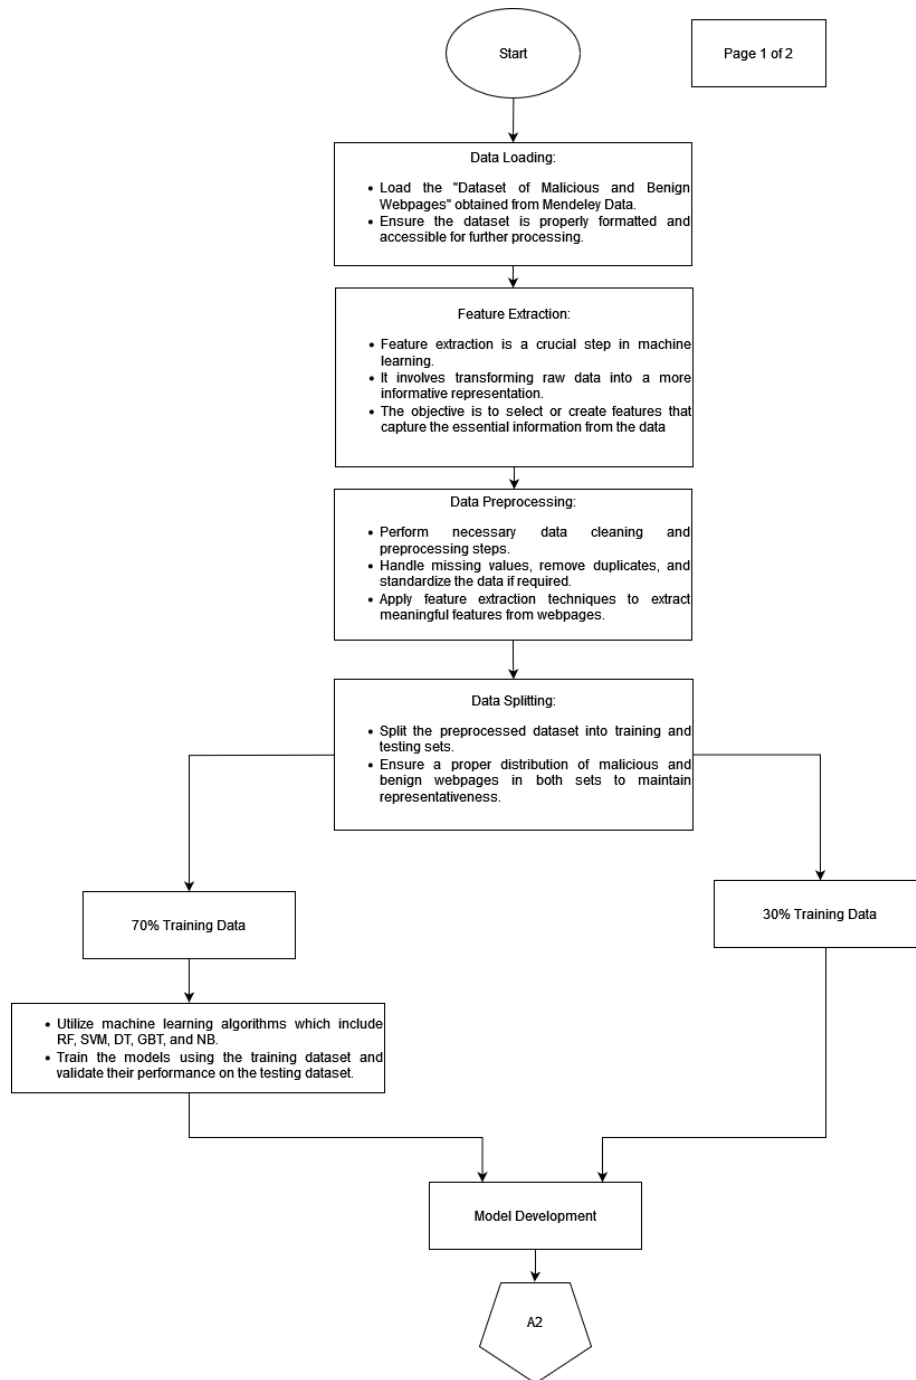 Start
Page 1 of 2
Data Loading:
• Load the "Dataset of Malicious and Benign
Webpages" obtained from Mendeley Data.
• Ensure the dataset is properly formatted and
accessible for further processing.
Feature Extraction:
• Feature extraction is a crucial step in machine
learning.
• It involves transforming raw data into a more
informative representation.
• The objective is to select or create features that
capture the essential information from the data
Data Preprocessing:
• Perform necessary data cleaning and
preprocessing steps.
• Handle missing values, remove duplicates, and
standardize the data if required.
• Apply feature extraction techniques to extract
meaningful features from webpages.
Data Splitting:
• Split the preprocessed dataset into training and
testing sets.
• Ensure a proper distribution of malicious and
benign webpages in both sets to maintain
representativeness.
70% Training Data
30% Training Data
• Utilize machine learning algorithms which include
RF, SVM, DT, GBT, and NB.
• Train the models using the training dataset and
validate their performance on the testing dataset.
Model Development
A2